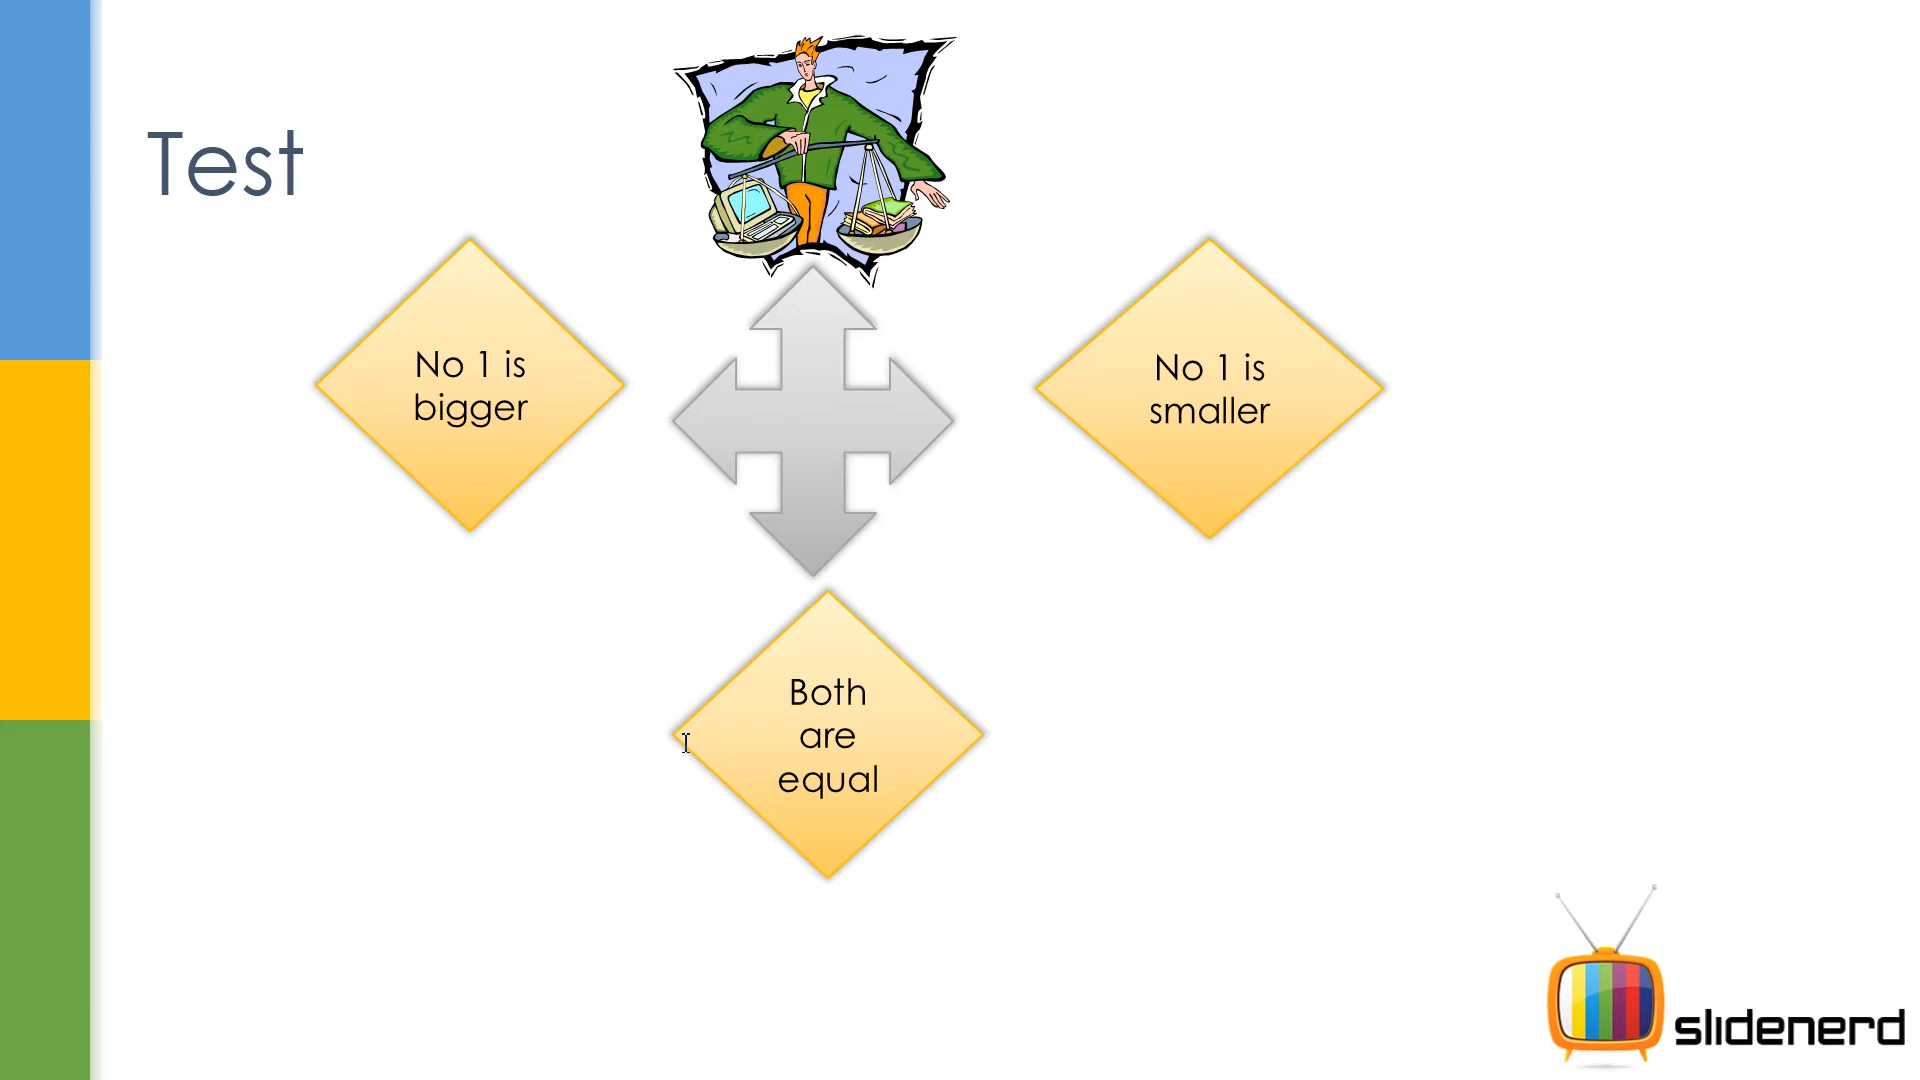 Test
No 1 is
bigger
No 1 is
smaller
Both
are
equal
slidenerd